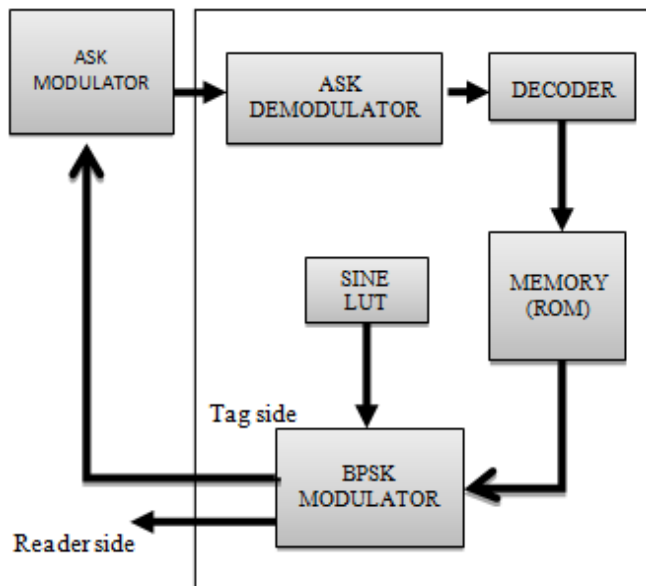 ASK
MODULATOR
ASK
DEMODULATOR
DECODER
SINE
LUT
MEMORY
(ROM)
Tag side
BPSK
MODULATOR
Reader side